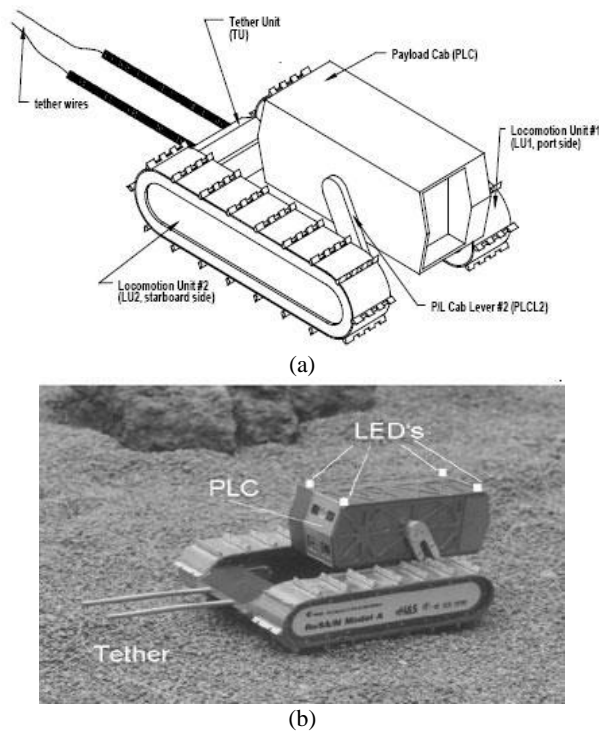 Tether Unit
(TU)
Payload Cab (PLC)
tether wires
Locomotion Unit #1
(LU1, port side)
Locomotion Unit #2
(LU2, starboard side)
P/L Cab Lever #2 (PLCL2)
(a)
LED's
PLC
Model A
Tether
(b)